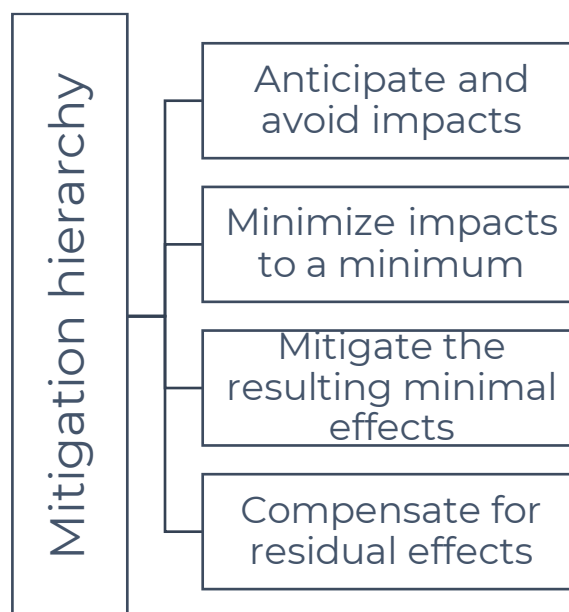 Mitigation hierarchy
Anticipate and
avoid impacts
Minimize impacts
to a minimum
Mitigate the
resulting minimal
effects
Compensate for
residual effects